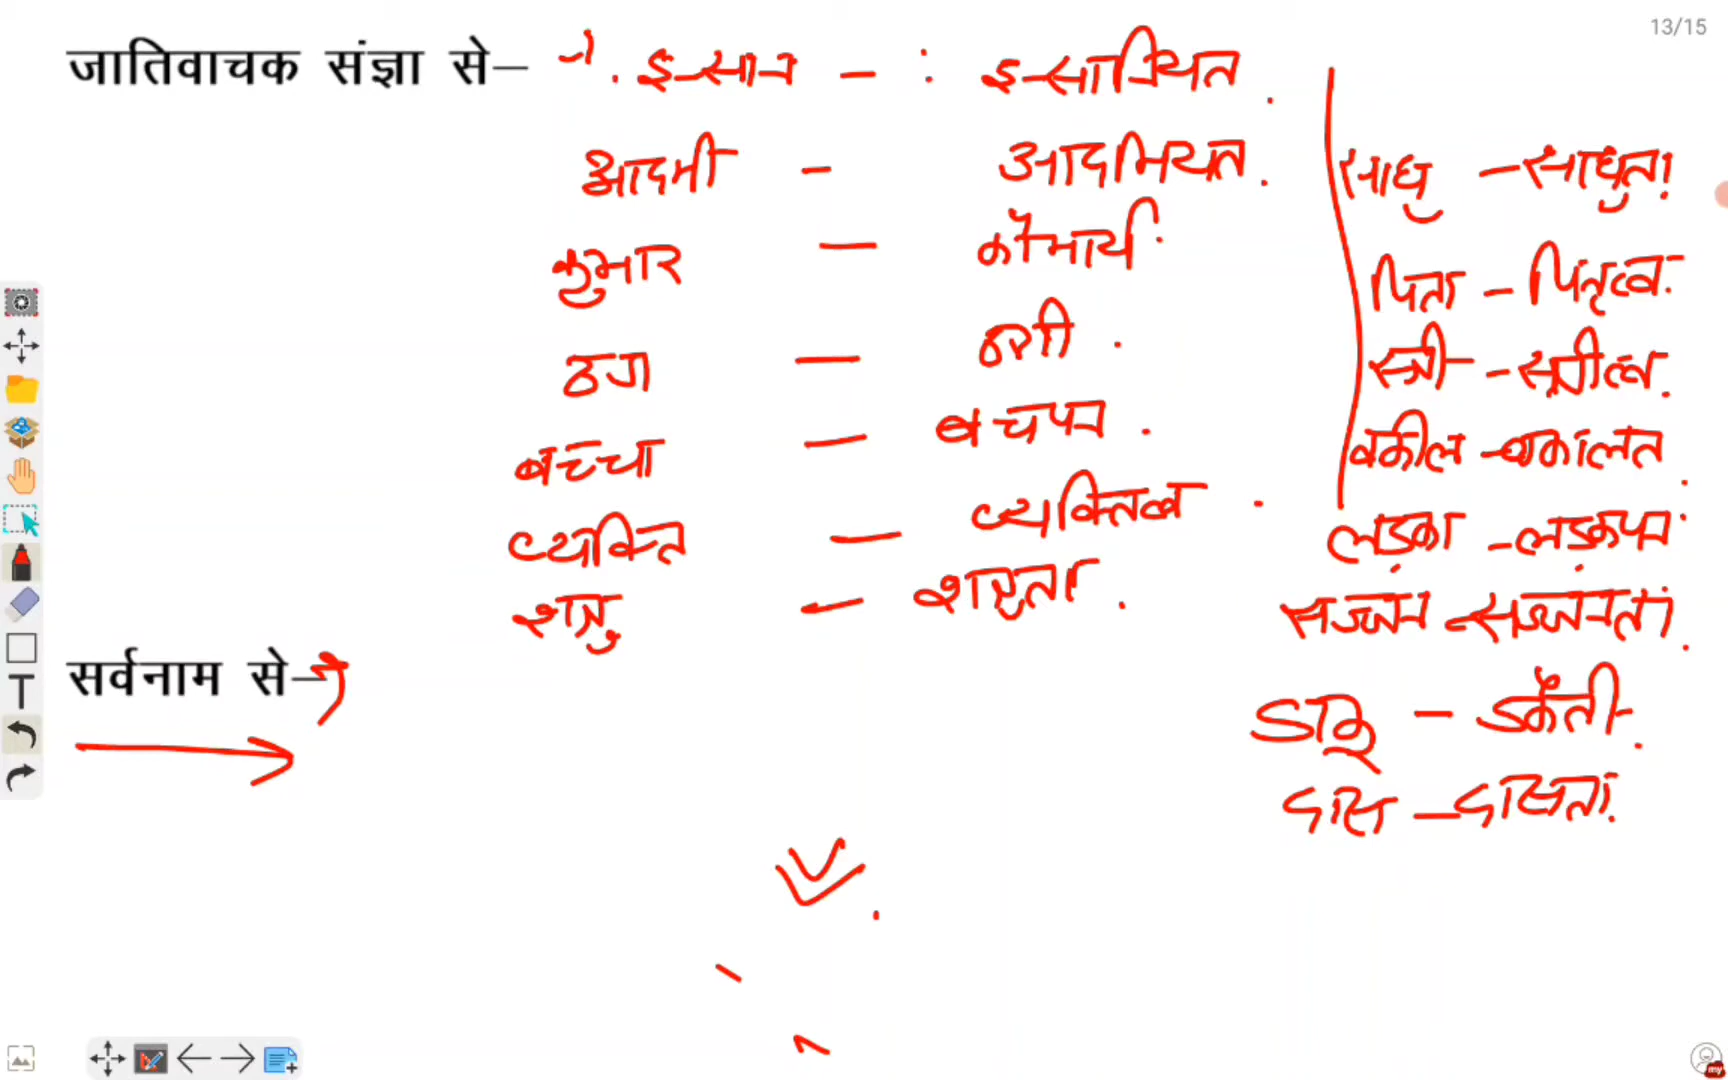 13/15
जातिवाचक संज्ञा से– इन्सान – इन्सानियत
आदमी – आदमियत
कुमार – कौमार्य
ठग – ठगी
बच्चा – बचपन
व्यक्ति – व्यक्तित्व
शत्रु – शत्रुता
साधु – साधुता
पिता – पितृत्व
स्त्री – स्त्रीत्व
वकील – वकालत
लड़का – लड़कपन
सज्जन – सज्जनता
डाकू – डकैती
दास – दासता
सर्वनाम से–